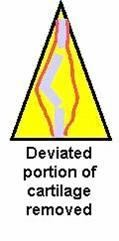 Deviated
portion of
cartilage
removed